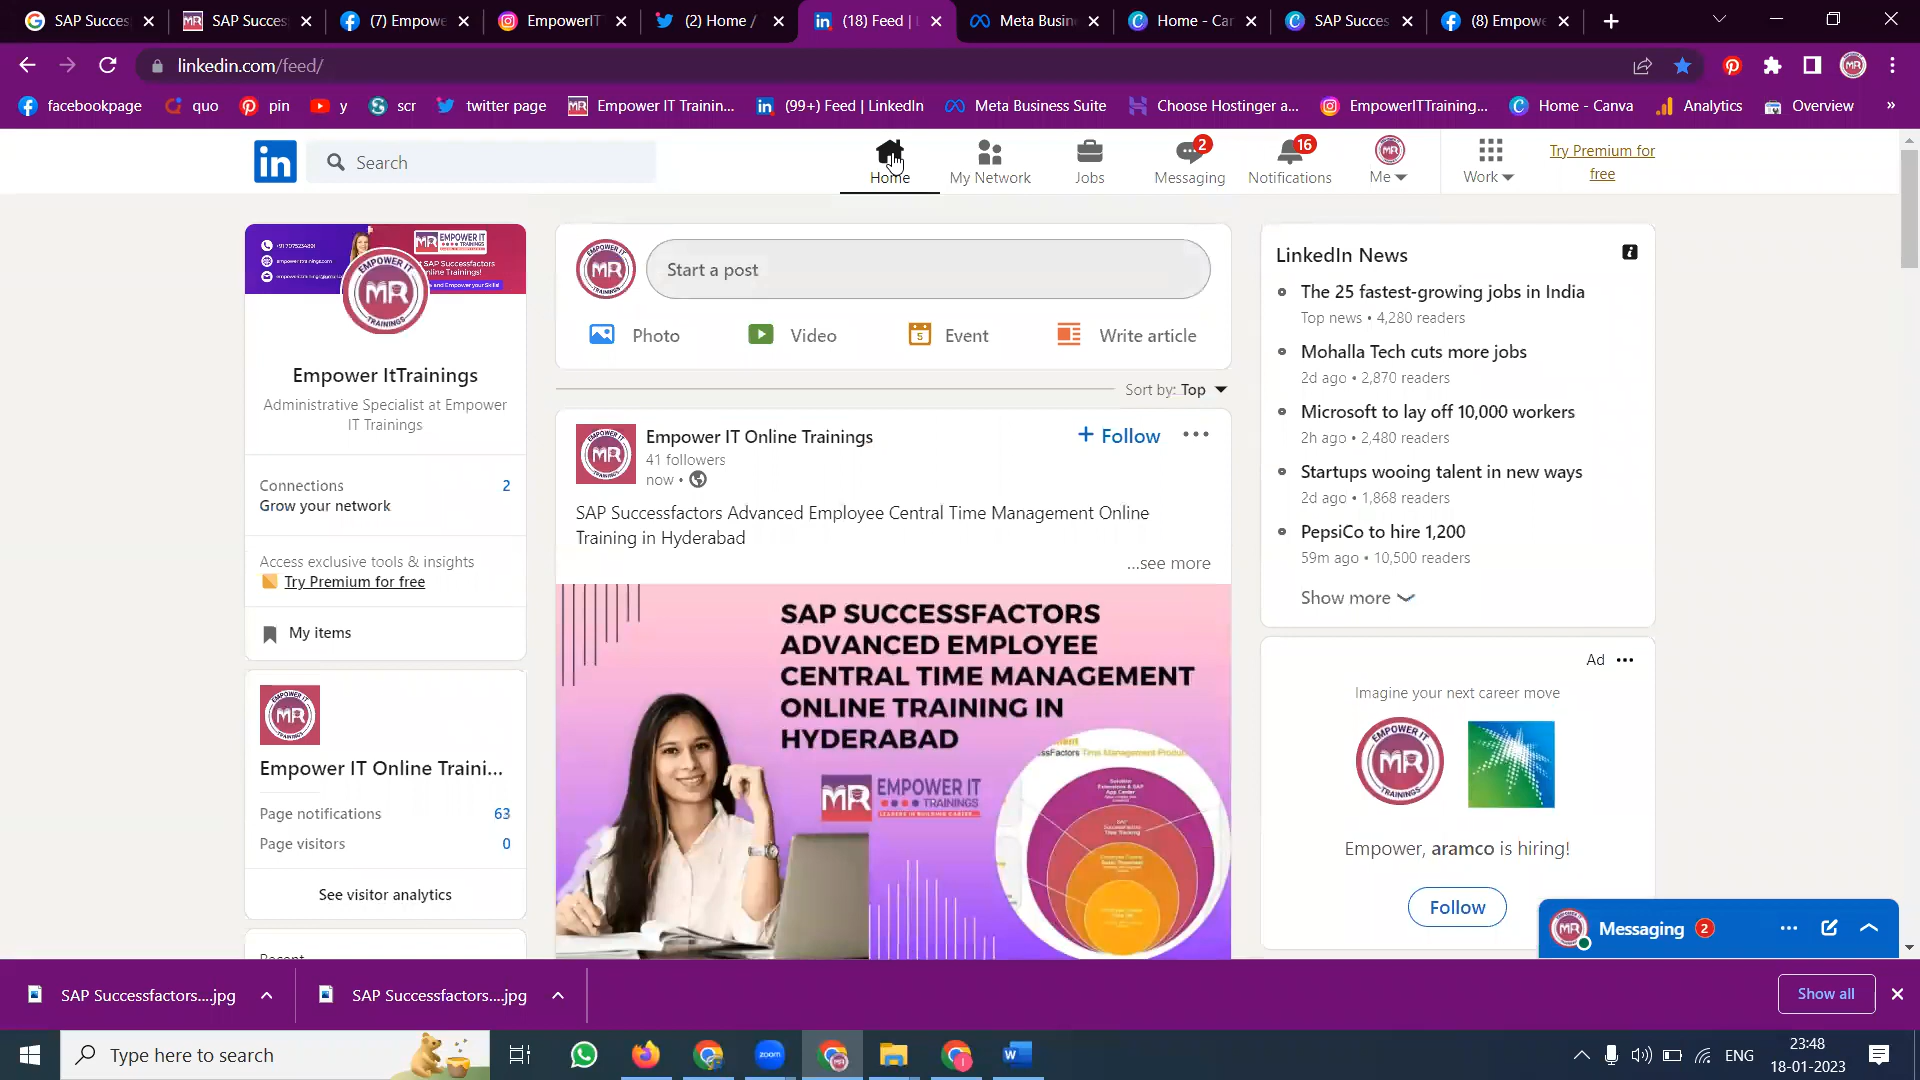 SAP Succes
SAP Succes
(7) Empowe
EmpowerIT
(2) Home /
(18) Feed | L
Meta Busin
Home - Car
SAP Succes
(8) Empowe
linkedin.com/feed/
facebookpage
quo
pin
y
scr
twitter page
Empower IT Trainin...
(99+) Feed | LinkedIn
Meta Business Suite
Choose Hostinger a...
EmpowerITTraining...
Home - Canva
Analytics
Overview
Search
Home
My Network
Jobs
2
Messaging
16
Notifications
Me
Work
Try Premium for
free
EMPOWER IT
TRAININGS
MR
Empower ItTrainings
Administrative Specialist at Empower
IT Trainings
Connections 2
Grow your network
Access exclusive tools & insights
Try Premium for free
My items
Empower IT Online Traini...
Page notifications 63
Page visitors 0
See visitor analytics
Start a post
Photo
Video
Event
Write article
Sort by: Top
Empower IT Online Trainings
41 followers
now •
+ Follow
SAP Successfactors Advanced Employee Central Time Management Online
Training in Hyderabad
...see more
SAP SUCCESSFACTORS
ADVANCED EMPLOYEE
CENTRAL TIME MANAGEMENT
ONLINE TRAINING IN
HYDERABAD
MR EMPOWER IT
TRAININGS
LEADERS IN BUILDING CAREER...
LinkedIn News
The 25 fastest-growing jobs in India
Top news • 4,280 readers
Mohalla Tech cuts more jobs
2d ago • 2,870 readers
Microsoft to lay off 10,000 workers
2h ago • 2,480 readers
Startups wooing talent in new ways
2d ago • 1,868 readers
PepsiCo to hire 1,200
59m ago • 10,500 readers
Show more
Ad
Imagine your next career move
Empower, aramco is hiring!
Follow
Messaging 2
SAP Successfactors....jpg
SAP Successfactors....jpg
Show all
Type here to search
ENG
23:48
18-01-2023